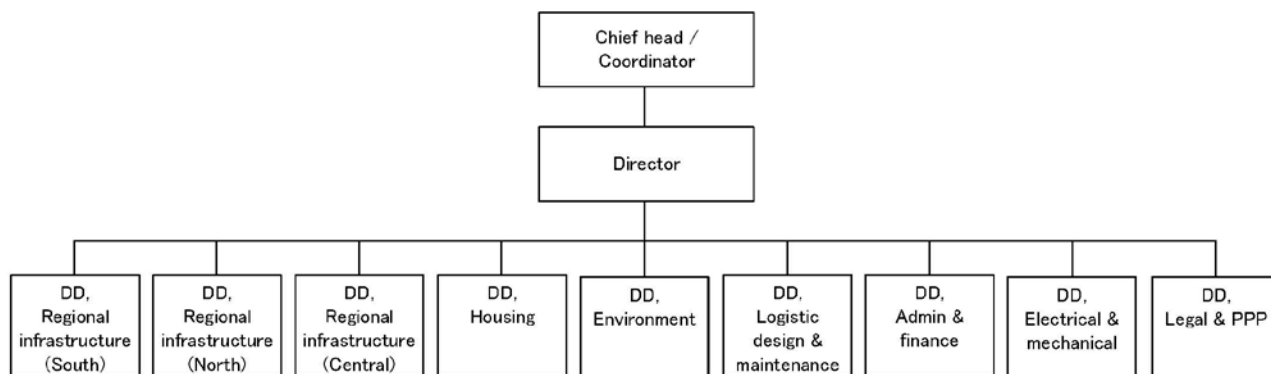 Chief head /
Coordinator
Director
DD,
Regional
infrastructure
(South)
DD,
Regional
infrastructure
(North)
DD,
Regional
infrastructure
(Central)
DD,
Housing
DD,
Environment
DD,
Logistic
design &
maintenance
DD,
Admin &
finance
DD,
Electrical &
mechanical
DD,
Legal & PPP